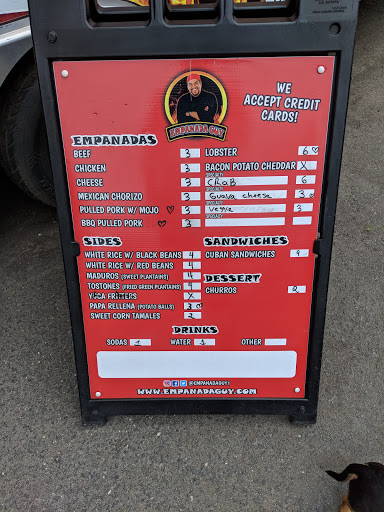 EMPANADA GUY
WE
ACCEPT CREDIT
CARDS!
EMPANADAS
BEEF 3
CHICKEN 3
CHEESE 3
MEXICAN CHORIZO 3
PULLED PORK W/ MOJO ♡ 3
BBQ PULLED PORK ♡ 3
LOBSTER 6 ♡
BACON POTATO CHEDDAR X
CRAB 6
Guava cheese 3
3
SIDES
WHITE RICE W/ BLACK BEANS 4
WHITE RICE W/ RED BEANS 4
MADUROS (SWEET PLANTAINS) 4
TOSTONES (FRIED GREEN PLANTAINS) 4
YUCA FRITTERS X
PAPA RELLENA (POTATO BALLS) 3 ♡
SWEET CORN TAMALES 2
SANDWICHES
CUBAN SANDWICHES 9
DESSERT
CHURROS 2
DRINKS
SODAS 1 WATER 1 OTHER
@EMPANADAGUY1
WWW.EMPANADAGUY.COM